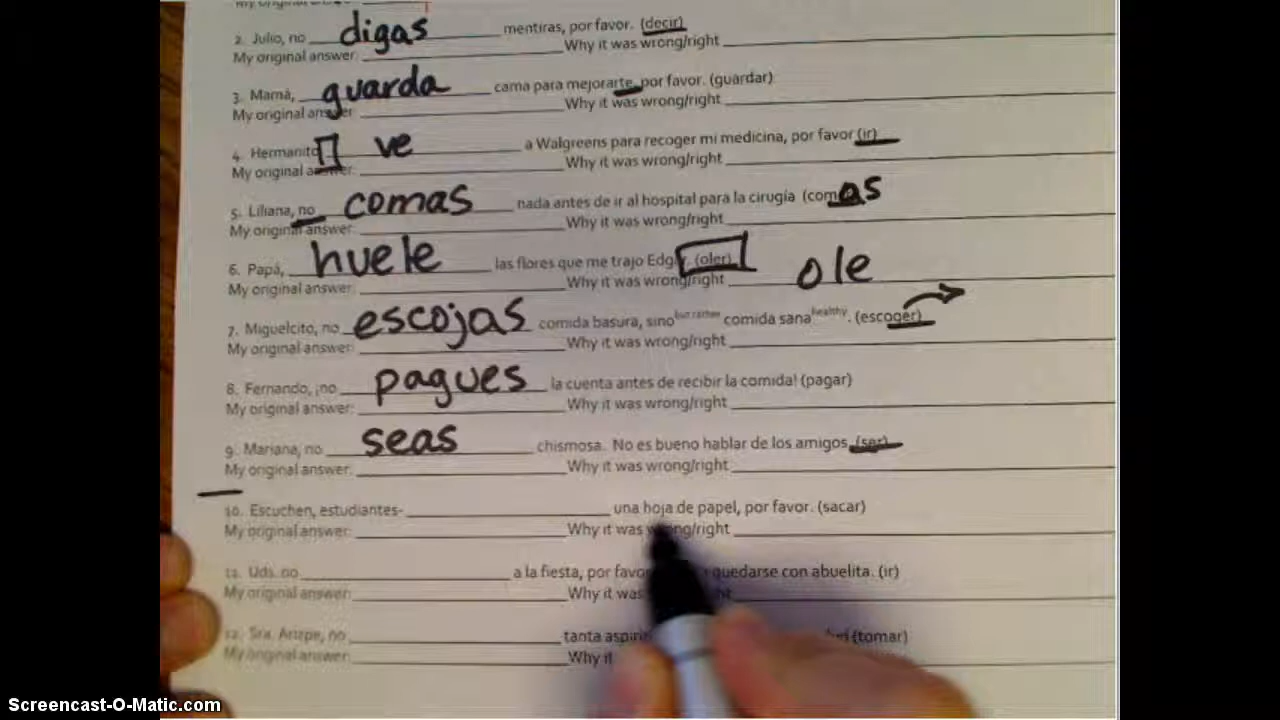 My original
2. Julio, no digas mentiras, por favor. (decir)
My original answer: Why it was wrong/right
3. Mamá, guarda cama para mejorarte, por favor. (guardar)
My original answer: Why it was wrong/right
4. Hermanito ve a Walgreens para recoger mi medicina, por favor (ir)
My original answer: Why it was wrong/right
5. Liliana, no comas nada antes de ir al hospital para la cirugía (comas
My original answer: Why it was wrong/right
6. Papá, huele las flores que me trajo Edgar. (oler) ole
My original answer: Why it was wrong/right
7. Miguelcito, no escojas comida basura, sino but rather comida sana healthy. (escoger)
My original answer: Why it was wrong/right
8. Fernando, ¡no pagues la cuenta antes de recibir la comida! (pagar)
My original answer: Why it was wrong/right
9. Mariana, no seas chismosa. No es bueno hablar de los amigos (ser)
My original answer: Why it was wrong/right
10. Escuchen, estudiantes- una hoja de papel, por favor. (sacar)
My original answer: Why it was wrong/right
11. Uds. no a la fiesta, por favor quedarse con abuelita. (ir)
My original answer: Why it was
12. Sra. Arizpe, no tanta (tomar)
My original answer: Why it
Screencast-O-Matic.com